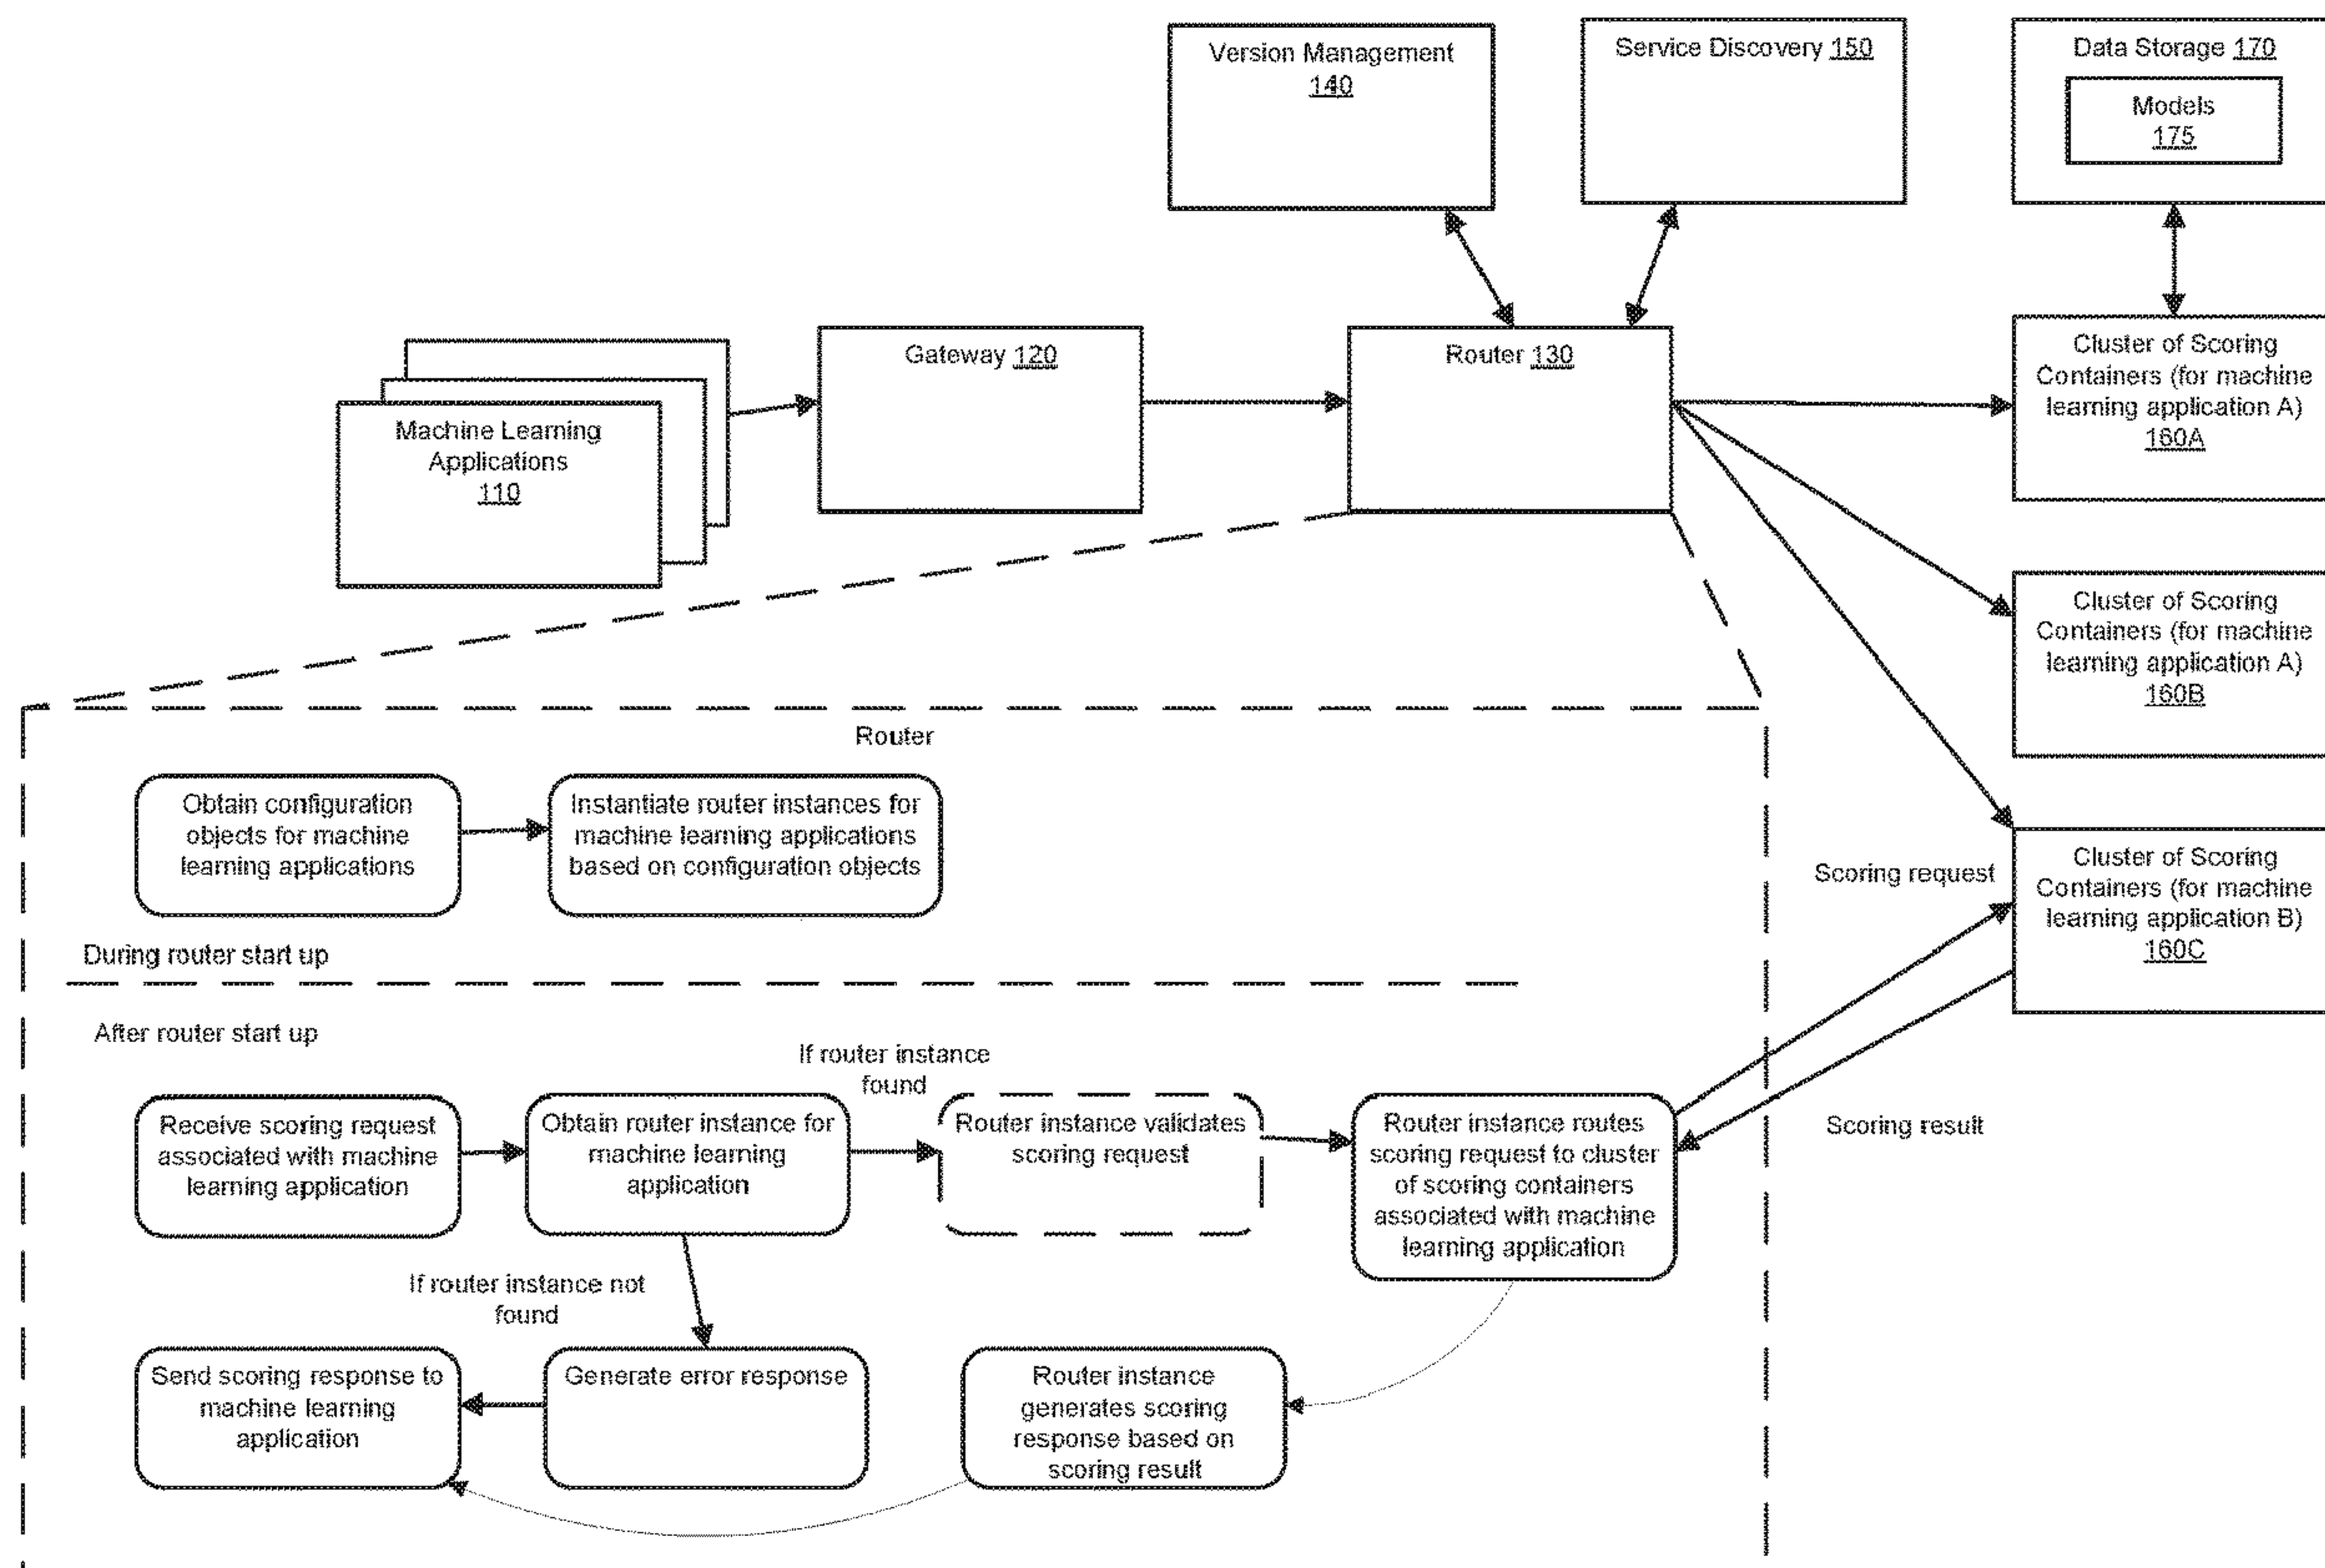 Version Management
140
Service Discovery 150
Data Storage 170
Models
175
Machine Learning
Applications
110
Gateway 120
Router 130
Cluster of Scoring
Containers (for machine
learning application A)
160A
Cluster of Scoring
Containers (for machine
learning application A)
160B
Cluster of Scoring
Containers (for machine
learning application B)
160C
Scoring request
Scoring result
Router
Obtain configuration
objects for machine
learning applications
Instantiate router instances for
machine learning applications
based on configuration objects
During router start up
After router start up
Receive scoring request
associated with machine
learning application
Obtain router instance for
machine learning
application
If router instance
found
Router instance validates
scoring request
Router instance routes
scoring request to cluster
of scoring containers
associated with machine
learning application
If router instance not
found
Send scoring response to
machine learning
application
Generate error response
Router instance
generates scoring
response based on
scoring result